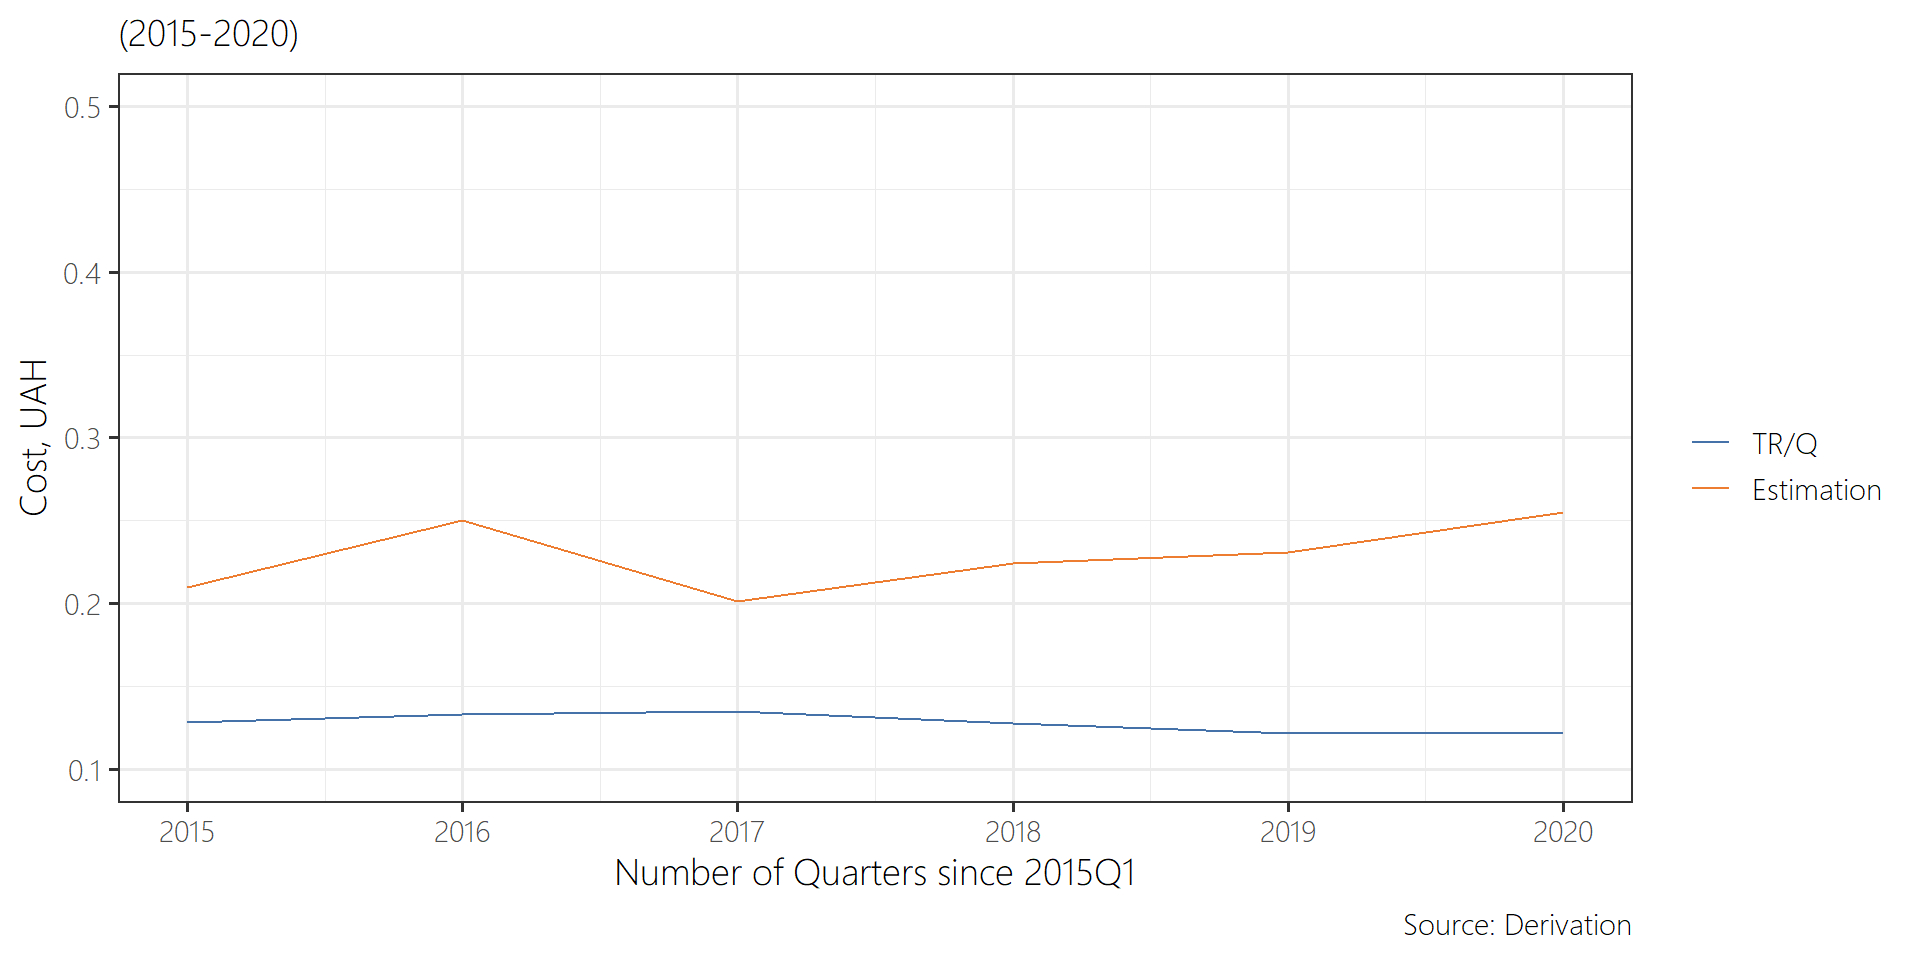 (2015-2020)
0.5
0.4
0.3
0.2
0.1
Cost, UAH
2015 2016 2017 2018 2019 2020
Number of Quarters since 2015Q1
TR/Q
Estimation
Source: Derivation